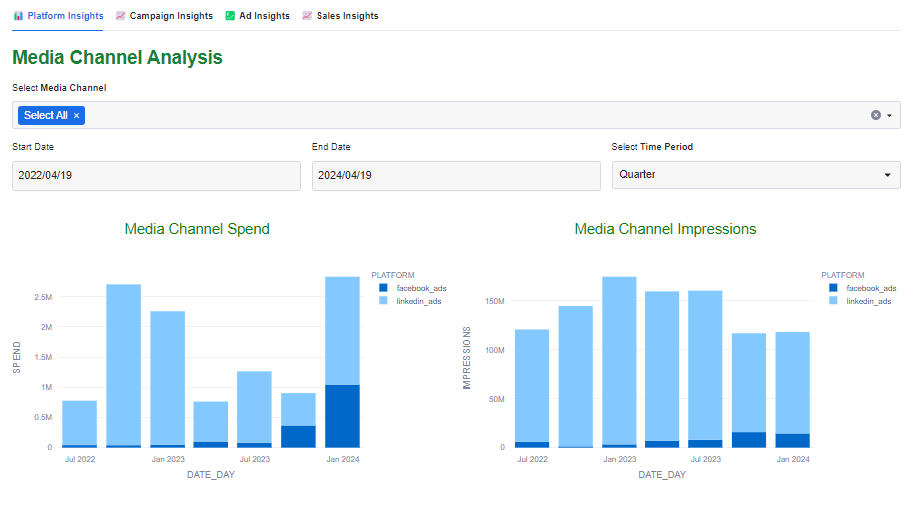 Platform Insights Campaign Insights Ad Insights Sales Insights
Media Channel Analysis
Select Media Channel
Select All ×
Start Date End Date Select Time Period
2022/04/19 2024/04/19 Quarter
Media Channel Spend
PLATFORM
facebook_ads
linkedin_ads
SPEND
2.5M
2M
1.5M
1M
0.5M
0
Jul 2022 Jan 2023 Jul 2023 Jan 2024
DATE_DAY
Media Channel Impressions
PLATFORM
facebook_ads
linkedin_ads
IMPRESSIONS
150M
100M
50M
0
Jul 2022 Jan 2023 Jul 2023 Jan 2024
DATE_DAY